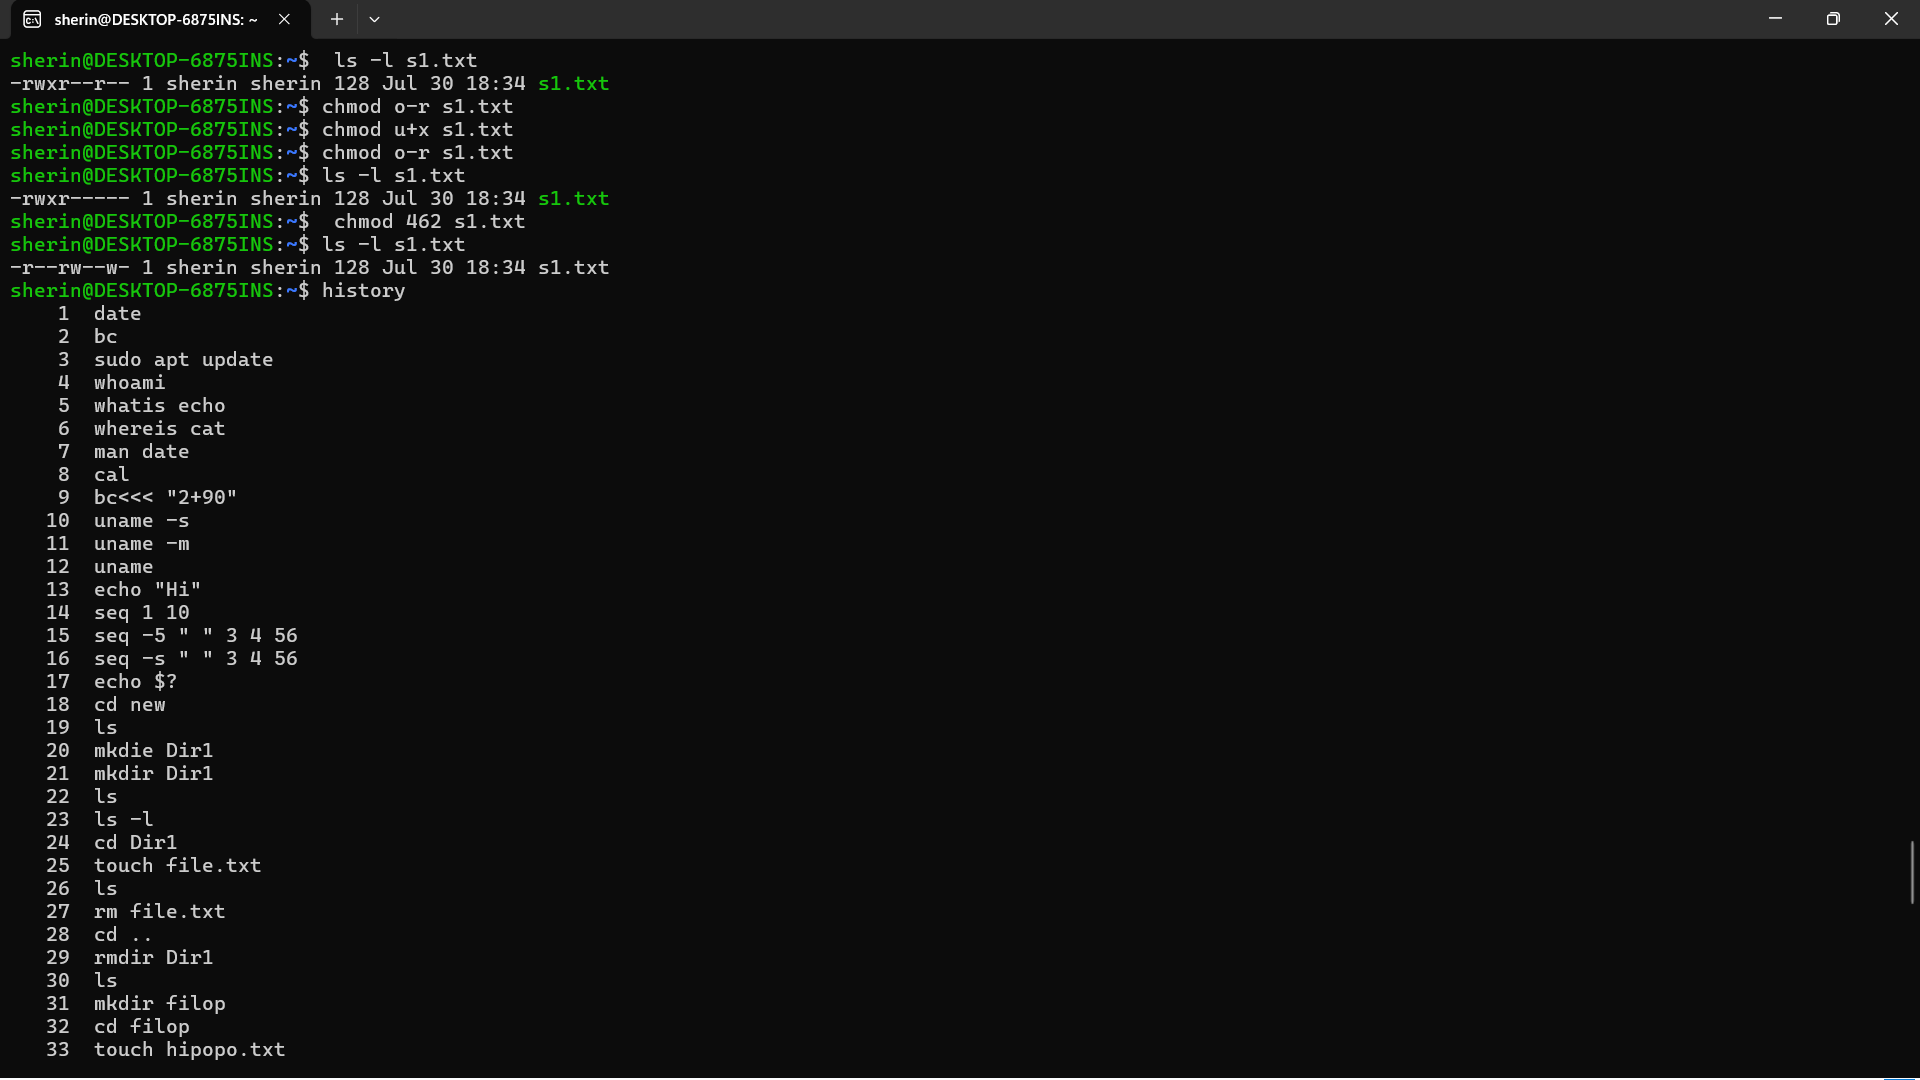 sherin@DESKTOP-6875INS: ~
sherin@DESKTOP-6875INS:~$  ls -l s1.txt
-rwxr--r-- 1 sherin sherin 128 Jul 30 18:34 s1.txt
sherin@DESKTOP-6875INS:~$ chmod o-r s1.txt
sherin@DESKTOP-6875INS:~$ chmod u+x s1.txt
sherin@DESKTOP-6875INS:~$ chmod o-r s1.txt
sherin@DESKTOP-6875INS:~$ ls -l s1.txt
-rwxr----- 1 sherin sherin 128 Jul 30 18:34 s1.txt
sherin@DESKTOP-6875INS:~$  chmod 462 s1.txt
sherin@DESKTOP-6875INS:~$ ls -l s1.txt
-r--rw--w- 1 sherin sherin 128 Jul 30 18:34 s1.txt
sherin@DESKTOP-6875INS:~$ history
    1  date
    2  bc
    3  sudo apt update
    4  whoami
    5  whatis echo
    6  whereis cat
    7  man date
    8  cal
    9  bc<<< "2+90"
   10  uname -s
   11  uname -m
   12  uname
   13  echo "Hi"
   14  seq 1 10
   15  seq -5 " " 3 4 56
   16  seq -s " " 3 4 56
   17  echo $?
   18  cd new
   19  ls
   20  mkdie Dir1
   21  mkdir Dir1
   22  ls
   23  ls -l
   24  cd Dir1
   25  touch file.txt
   26  ls
   27  rm file.txt
   28  cd ..
   29  rmdir Dir1
   30  ls
   31  mkdir filop
   32  cd filop
   33  touch hipopo.txt